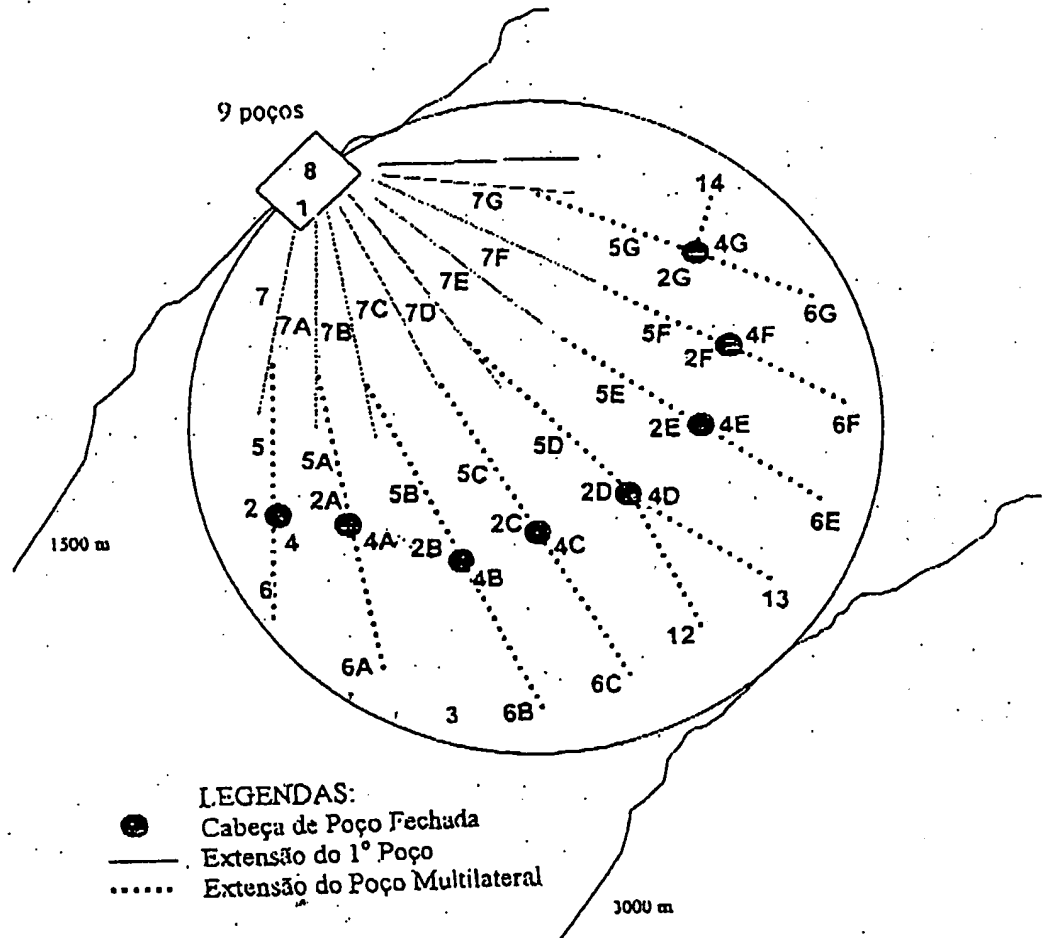 9 poços
8
1
14
7G
5G
4G
2G
6G
7F
7E
7
7A
7B
7C
7D
5F
4F
2F
6F
5E
2E
4E
6E
5
5A
5B
5C
5D
2
4
2A
4A
2B
4B
2C
4C
2D
4D
6
6A
3
6B
6C
12
13
1500 m
3000 m
LEGENDAS:
Cabeça de Poço Fechada
Extensão do 1º Poço
Extensão do Poço Multilateral